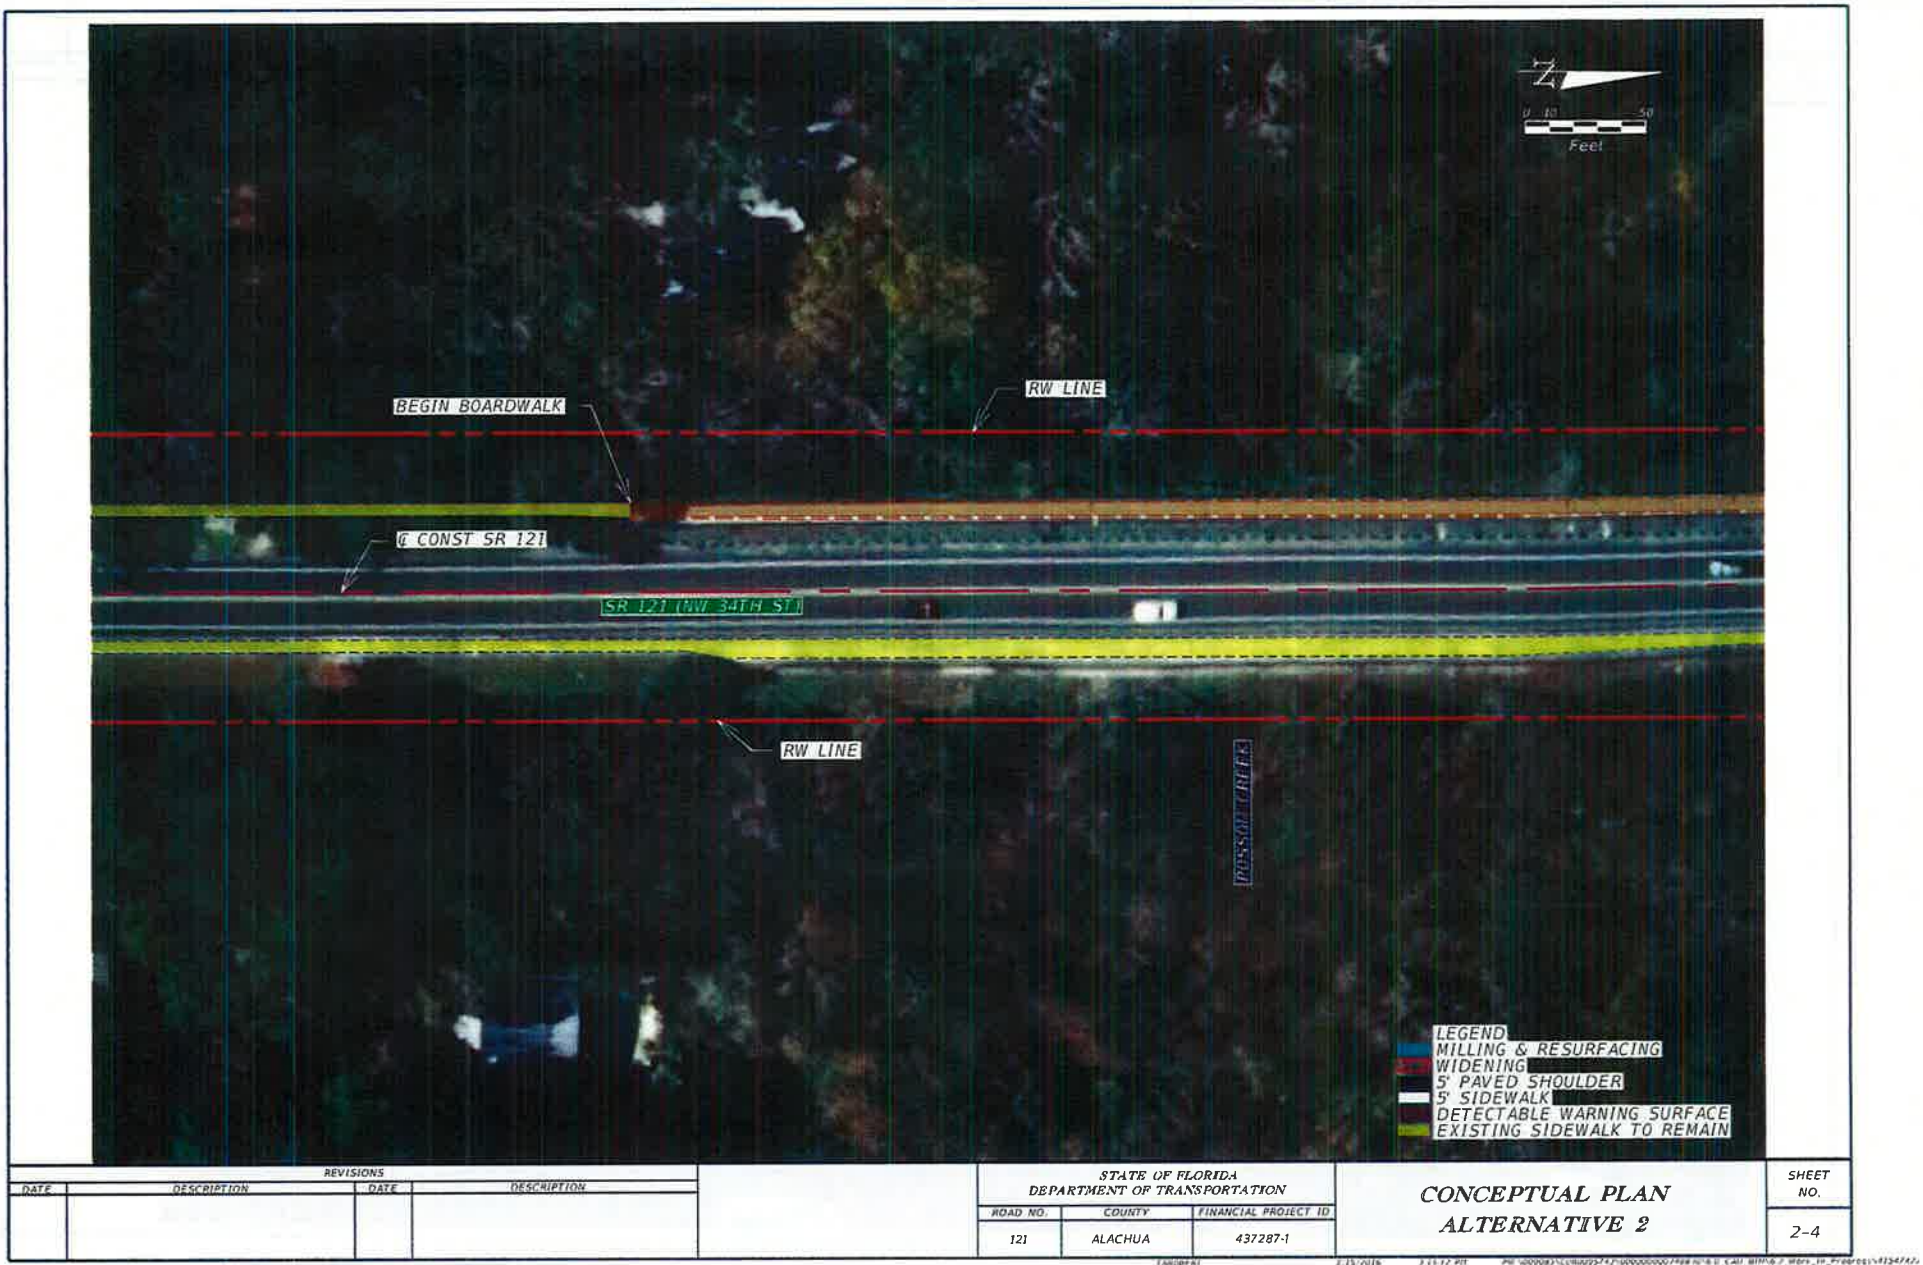 N
0 10 50
Feet
RW LINE
BEGIN BOARDWALK
℄ CONST SR 121
SR 121 (NW 34TH ST)
RW LINE
POSSUM CREEK
LEGEND
MILLING & RESURFACING
WIDENING
5' PAVED SHOULDER
5' SIDEWALK
DETECTABLE WARNING SURFACE
EXISTING SIDEWALK TO REMAIN
REVISIONS
DATE DESCRIPTION DATE DESCRIPTION
STATE OF FLORIDA
DEPARTMENT OF TRANSPORTATION
ROAD NO. COUNTY FINANCIAL PROJECT ID
121 ALACHUA 437287-1
CONCEPTUAL PLAN
ALTERNATIVE 2
SHEET
NO.
2-4